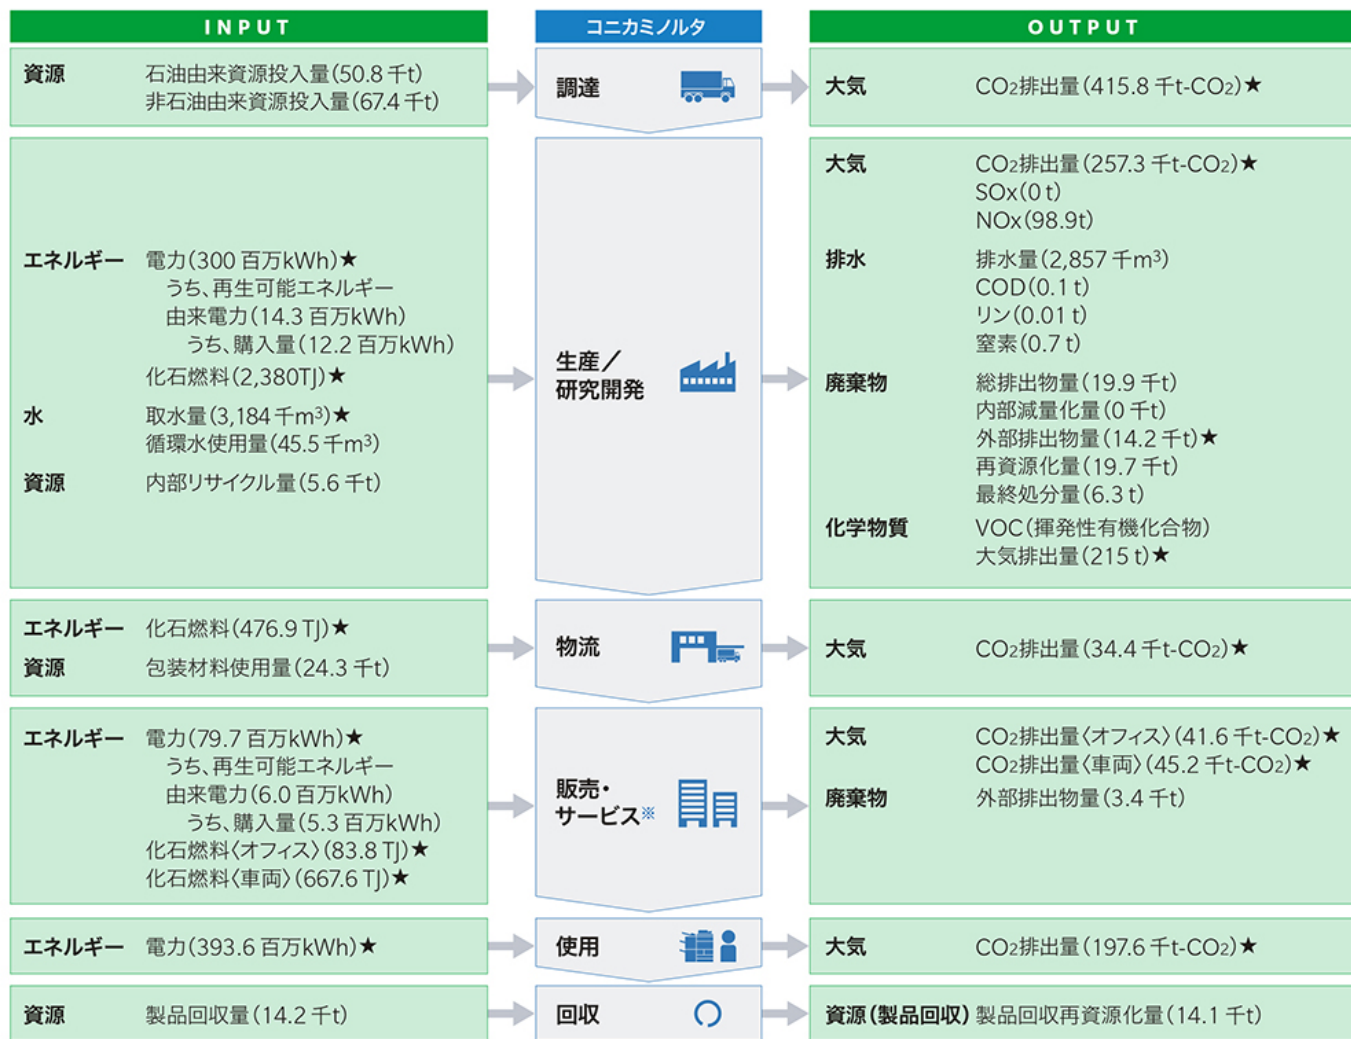 INPUT
コニカミノルタ
OUTPUT
資源
石油由来資源投入量(50.8 千t)
非石油由来資源投入量(67.4 千t)
調達
大気
CO2排出量(415.8 千t-CO2)★
エネルギー
電力(300 百万kWh)★
うち、再生可能エネルギー
由来電力(14.3 百万kWh)
うち、購入量(12.2 百万kWh)
化石燃料(2,380TJ)★
水
取水量(3,184 千m³)★
循環水使用量(45.5 千m³)
資源
内部リサイクル量(5.6 千t)
生産／
研究開発
大気
CO2排出量(257.3 千t-CO2)★
SOx(0 t)
NOx(98.9t)
排水
排水量(2,857 千m³)
COD(0.1 t)
リン(0.01 t)
窒素(0.7 t)
廃棄物
総排出物量(19.9 千t)
内部減量化量(0 千t)
外部排出物量(14.2 千t)★
再資源化量(19.7 千t)
最終処分量(6.3 t)
化学物質
VOC(揮発性有機化合物)
大気排出量(215 t)★
エネルギー
化石燃料(476.9 TJ)★
資源
包装材料使用量(24.3 千t)
物流
大気
CO2排出量(34.4 千t-CO2)★
エネルギー
電力(79.7 百万kWh)★
うち、再生可能エネルギー
由来電力(6.0 百万kWh)
うち、購入量(5.3 百万kWh)
化石燃料〈オフィス〉(83.8 TJ)★
化石燃料〈車両〉(667.6 TJ)★
販売・
サービス※
大気
CO2排出量〈オフィス〉(41.6 千t-CO2)★
CO2排出量〈車両〉(45.2 千t-CO2)★
廃棄物
外部排出物量(3.4 千t)
エネルギー
電力(393.6 百万kWh)★
使用
大気
CO2排出量(197.6 千t-CO2)★
資源
製品回収量(14.2 千t)
回収
資源(製品回収)
製品回収再資源化量(14.1 千t)